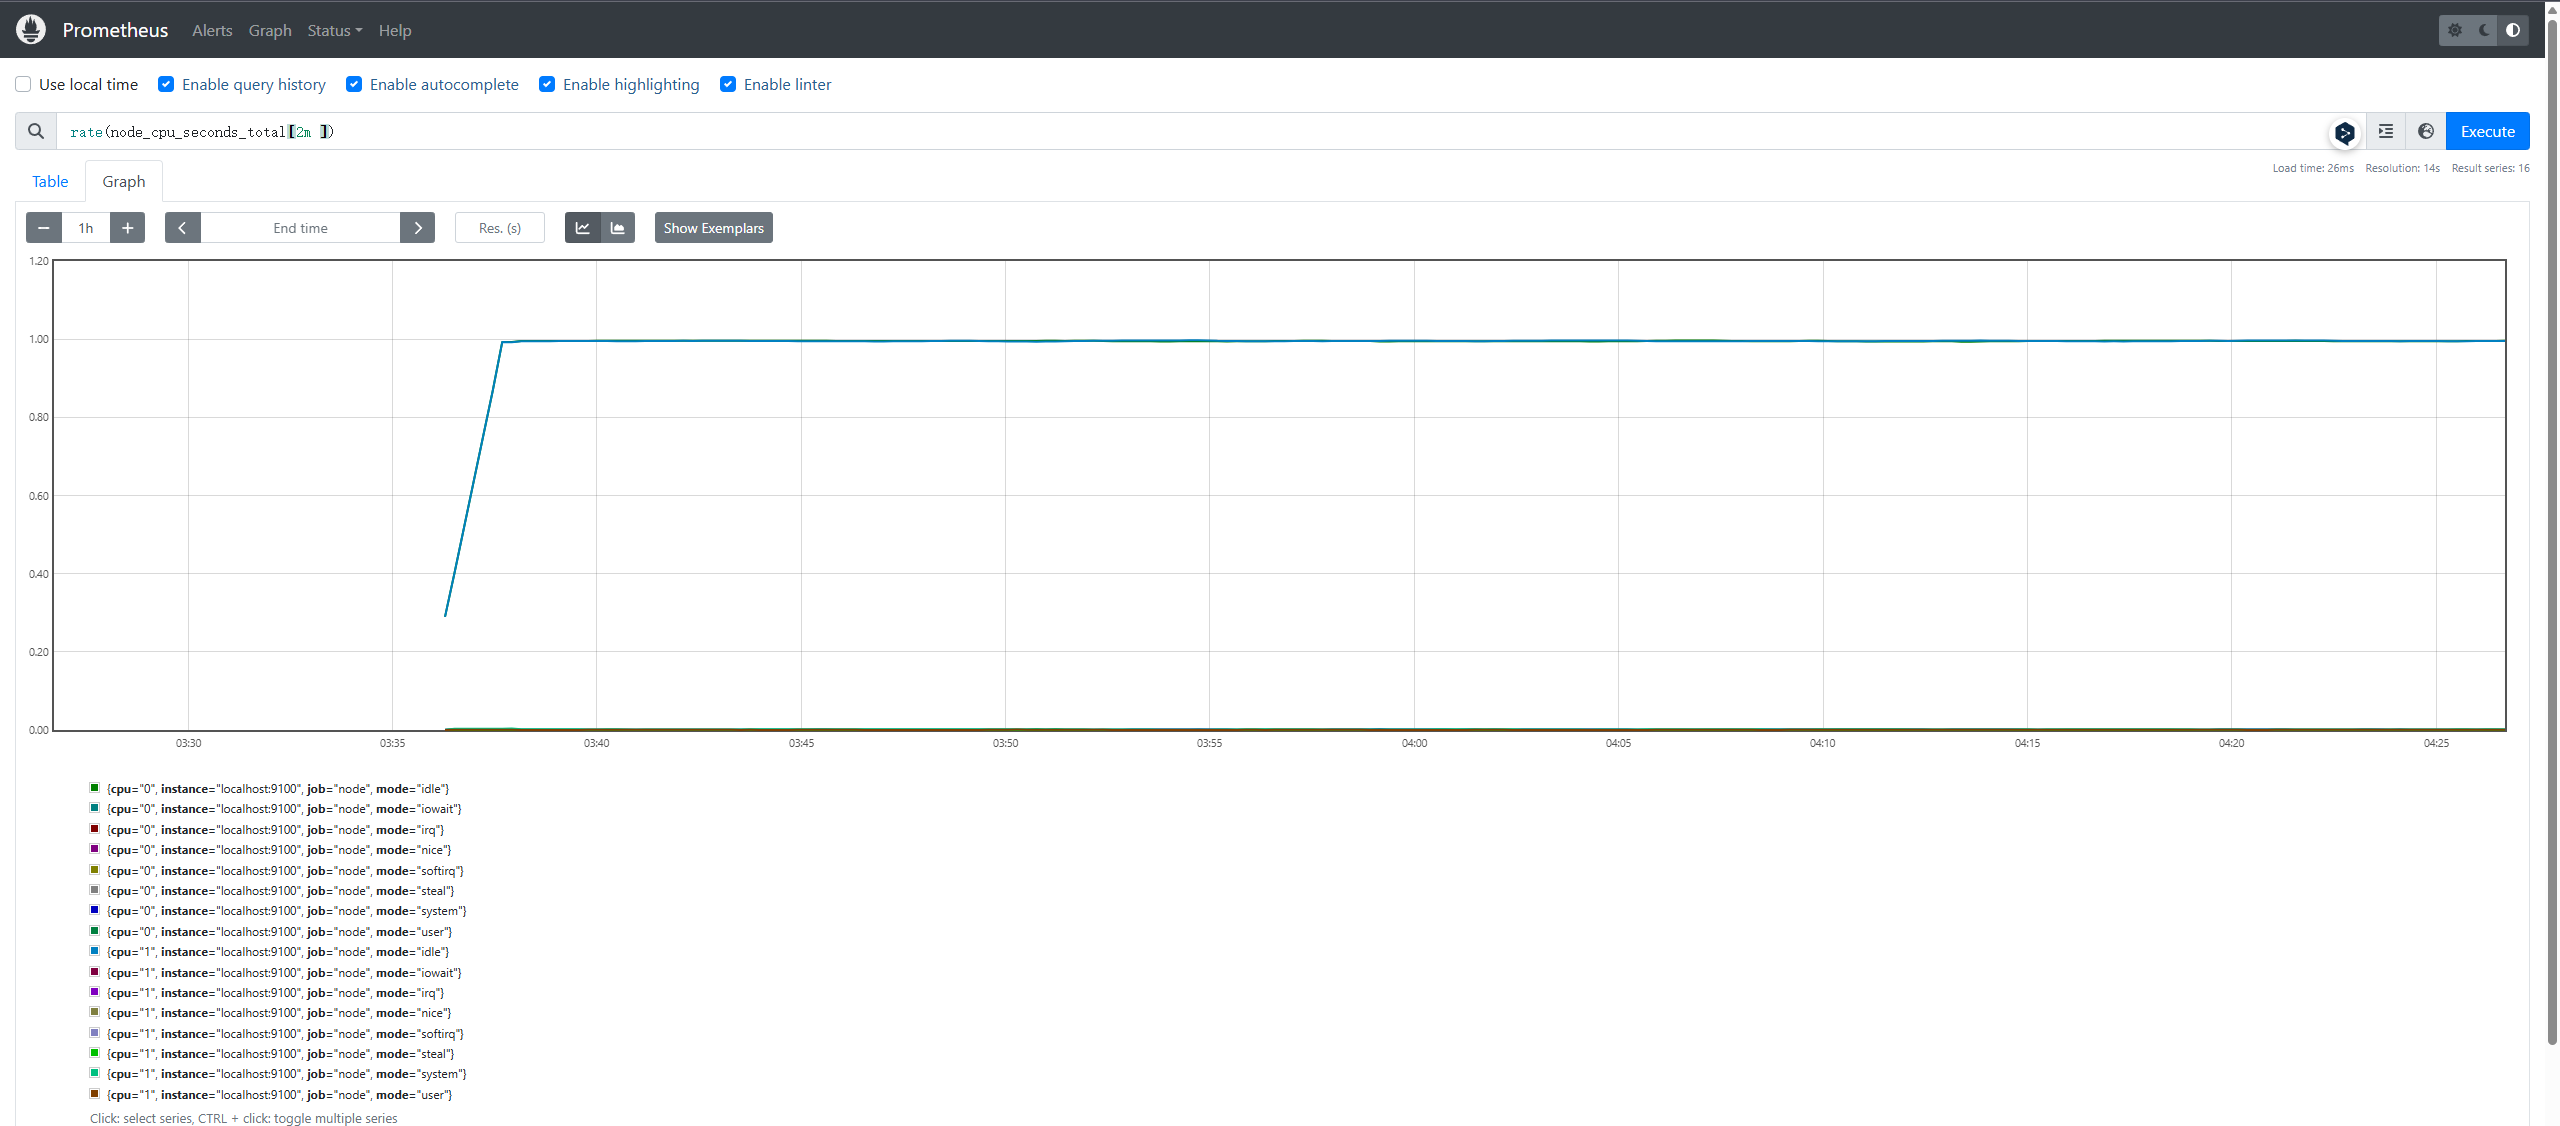 Prometheus Alerts Graph Status Help
Use local time Enable query history Enable autocomplete Enable highlighting Enable linter
rate(node_cpu_seconds_total[2m ])
Execute
Load time: 26ms Resolution: 14s Result series: 16
Table Graph
1h End time Res. (s) Show Exemplars
1.20
1.00
0.80
0.60
0.40
0.20
0.00
03:30 03:35 03:40 03:45 03:50 03:55 04:00 04:05 04:10 04:15 04:20 04:25
{cpu="0", instance="localhost:9100", job="node", mode="idle"}
{cpu="0", instance="localhost:9100", job="node", mode="iowait"}
{cpu="0", instance="localhost:9100", job="node", mode="irq"}
{cpu="0", instance="localhost:9100", job="node", mode="nice"}
{cpu="0", instance="localhost:9100", job="node", mode="softirq"}
{cpu="0", instance="localhost:9100", job="node", mode="steal"}
{cpu="0", instance="localhost:9100", job="node", mode="system"}
{cpu="0", instance="localhost:9100", job="node", mode="user"}
{cpu="1", instance="localhost:9100", job="node", mode="idle"}
{cpu="1", instance="localhost:9100", job="node", mode="iowait"}
{cpu="1", instance="localhost:9100", job="node", mode="irq"}
{cpu="1", instance="localhost:9100", job="node", mode="nice"}
{cpu="1", instance="localhost:9100", job="node", mode="softirq"}
{cpu="1", instance="localhost:9100", job="node", mode="steal"}
{cpu="1", instance="localhost:9100", job="node", mode="system"}
{cpu="1", instance="localhost:9100", job="node", mode="user"}
Click: select series, CTRL + click: toggle multiple series